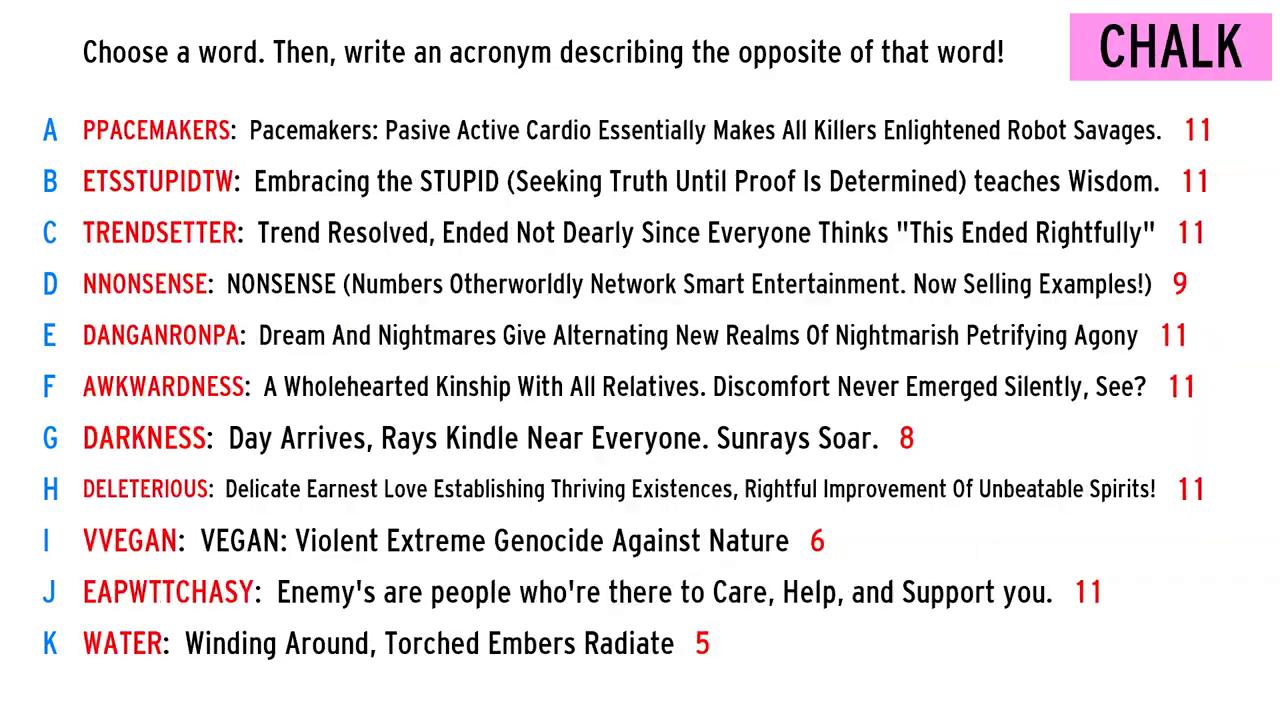 Choose a word. Then, write an acronym describing the opposite of that word!
CHALK
A PPACEMAKERS: Pacemakers: Pasive Active Cardio Essentially Makes All Killers Enlightened Robot Savages. 11
B ETSSTUPIDTW: Embracing the STUPID (Seeking Truth Until Proof Is Determined) teaches Wisdom. 11
C TRENDSETTER: Trend Resolved, Ended Not Dearly Since Everyone Thinks "This Ended Rightfully" 11
D NNONSENSE: NONSENSE (Numbers Otherworldly Network Smart Entertainment. Now Selling Examples!) 9
E DANGANRONPA: Dream And Nightmares Give Alternating New Realms Of Nightmarish Petrifying Agony 11
F AWKWARDNESS: A Wholehearted Kinship With All Relatives. Discomfort Never Emerged Silently, See? 11
G DARKNESS: Day Arrives, Rays Kindle Near Everyone. Sunrays Soar. 8
H DELETERIOUS: Delicate Earnest Love Establishing Thriving Existences, Rightful Improvement Of Unbeatable Spirits! 11
I VVEGAN: VEGAN: Violent Extreme Genocide Against Nature 6
J EAPWTTCHASY: Enemy's are people who're there to Care, Help, and Support you. 11
K WATER: Winding Around, Torched Embers Radiate 5